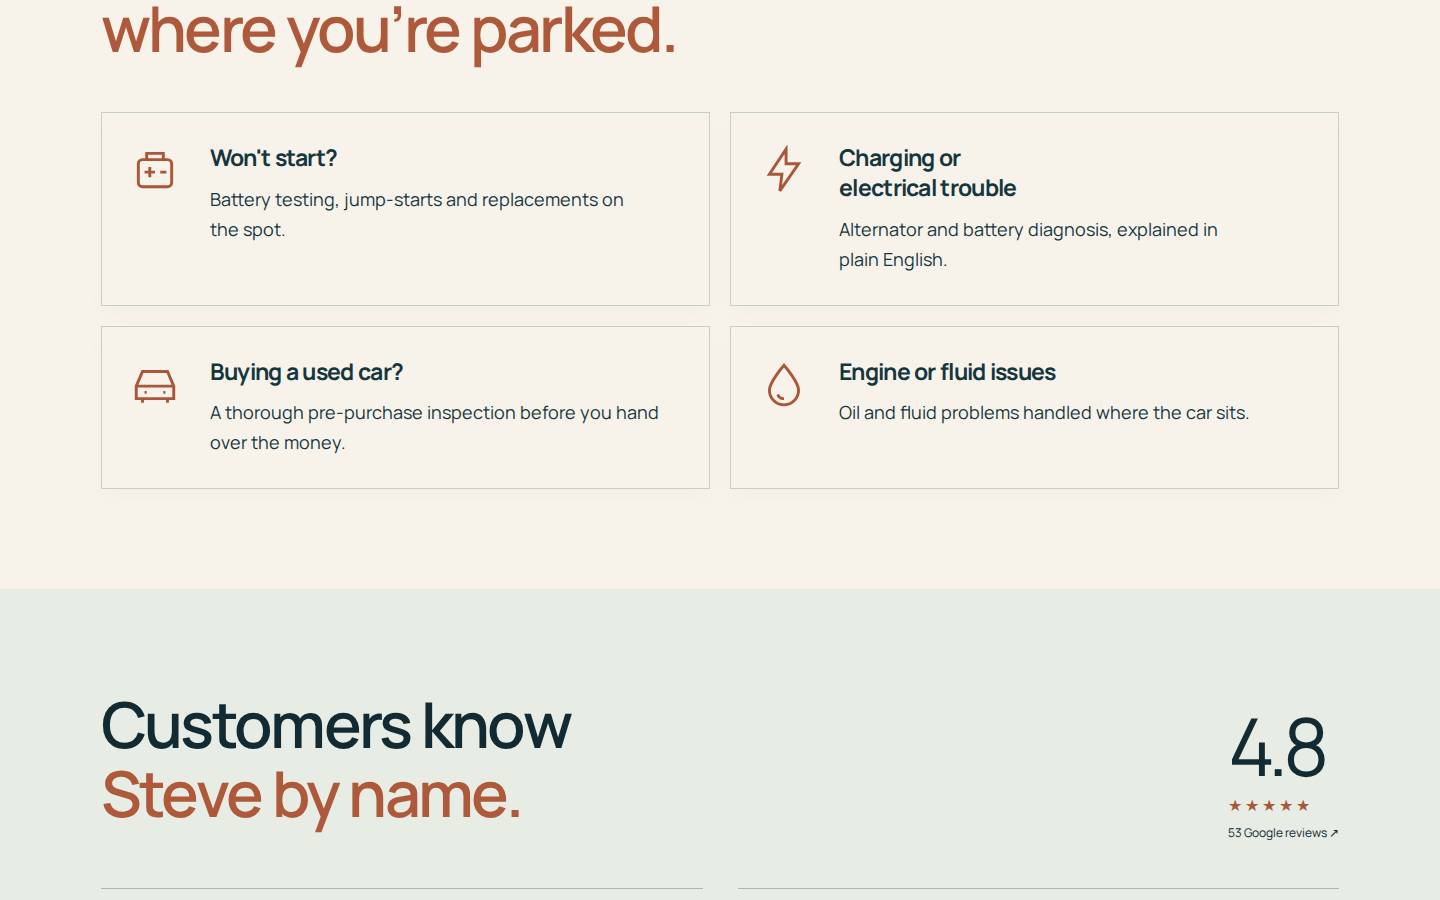 where you’re parked.
Won't start?
Battery testing, jump-starts and replacements on
the spot.
Charging or
electrical trouble
Alternator and battery diagnosis, explained in
plain English.
Buying a used car?
A thorough pre-purchase inspection before you hand
over the money.
Engine or fluid issues
Oil and fluid problems handled where the car sits.
Customers know
Steve by name.
4.8
★★★★★
53 Google reviews ↗